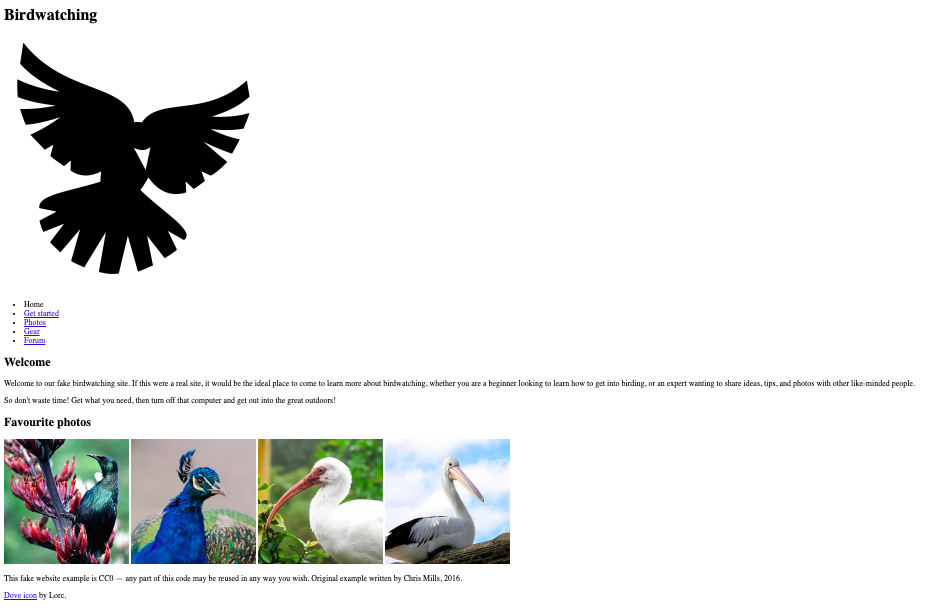 Birdwatching
Home
Get started
Photos
Gear
Forum
Welcome
Welcome to our fake birdwatching site. If this were a real site, it would be the ideal place to come to learn more about birdwatching, whether you are a beginner looking to learn how to get into birding, or an expert wanting to share ideas, tips, and photos with other like-minded people.
So don't waste time! Get what you need, then turn off that computer and get out into the great outdoors!
Favourite photos
This fake website example is CC0 — any part of this code may be reused in any way you wish. Original example written by Chris Mills, 2016.
Dove icon by Lorc.